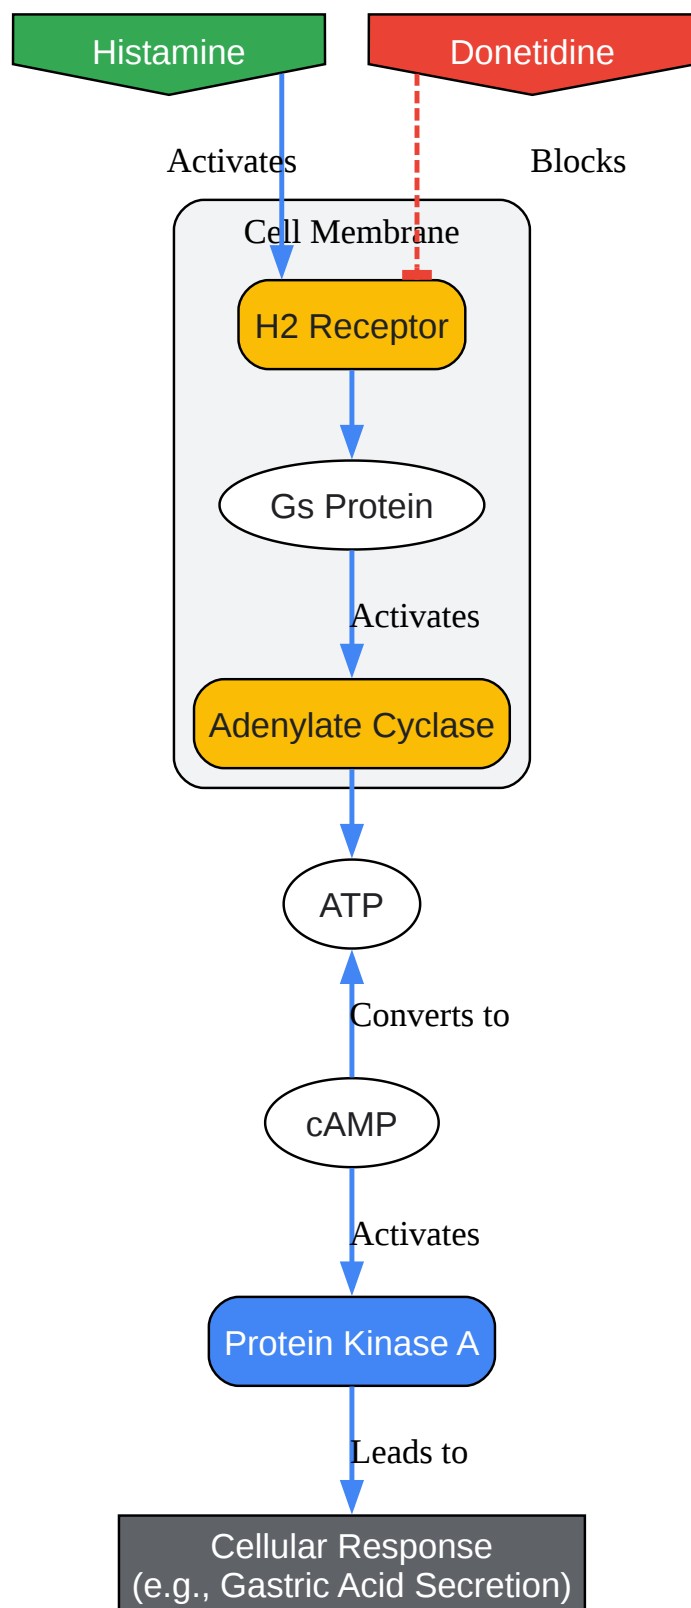 Histamine
Donetidine
Activates
Blocks
Cell Membrane
H2 Receptor
Gs Protein
Activates
Adenylate Cyclase
ATP
Converts to
cAMP
Activates
Protein Kinase A
Leads to
Cellular Response
(e.g., Gastric Acid Secretion)